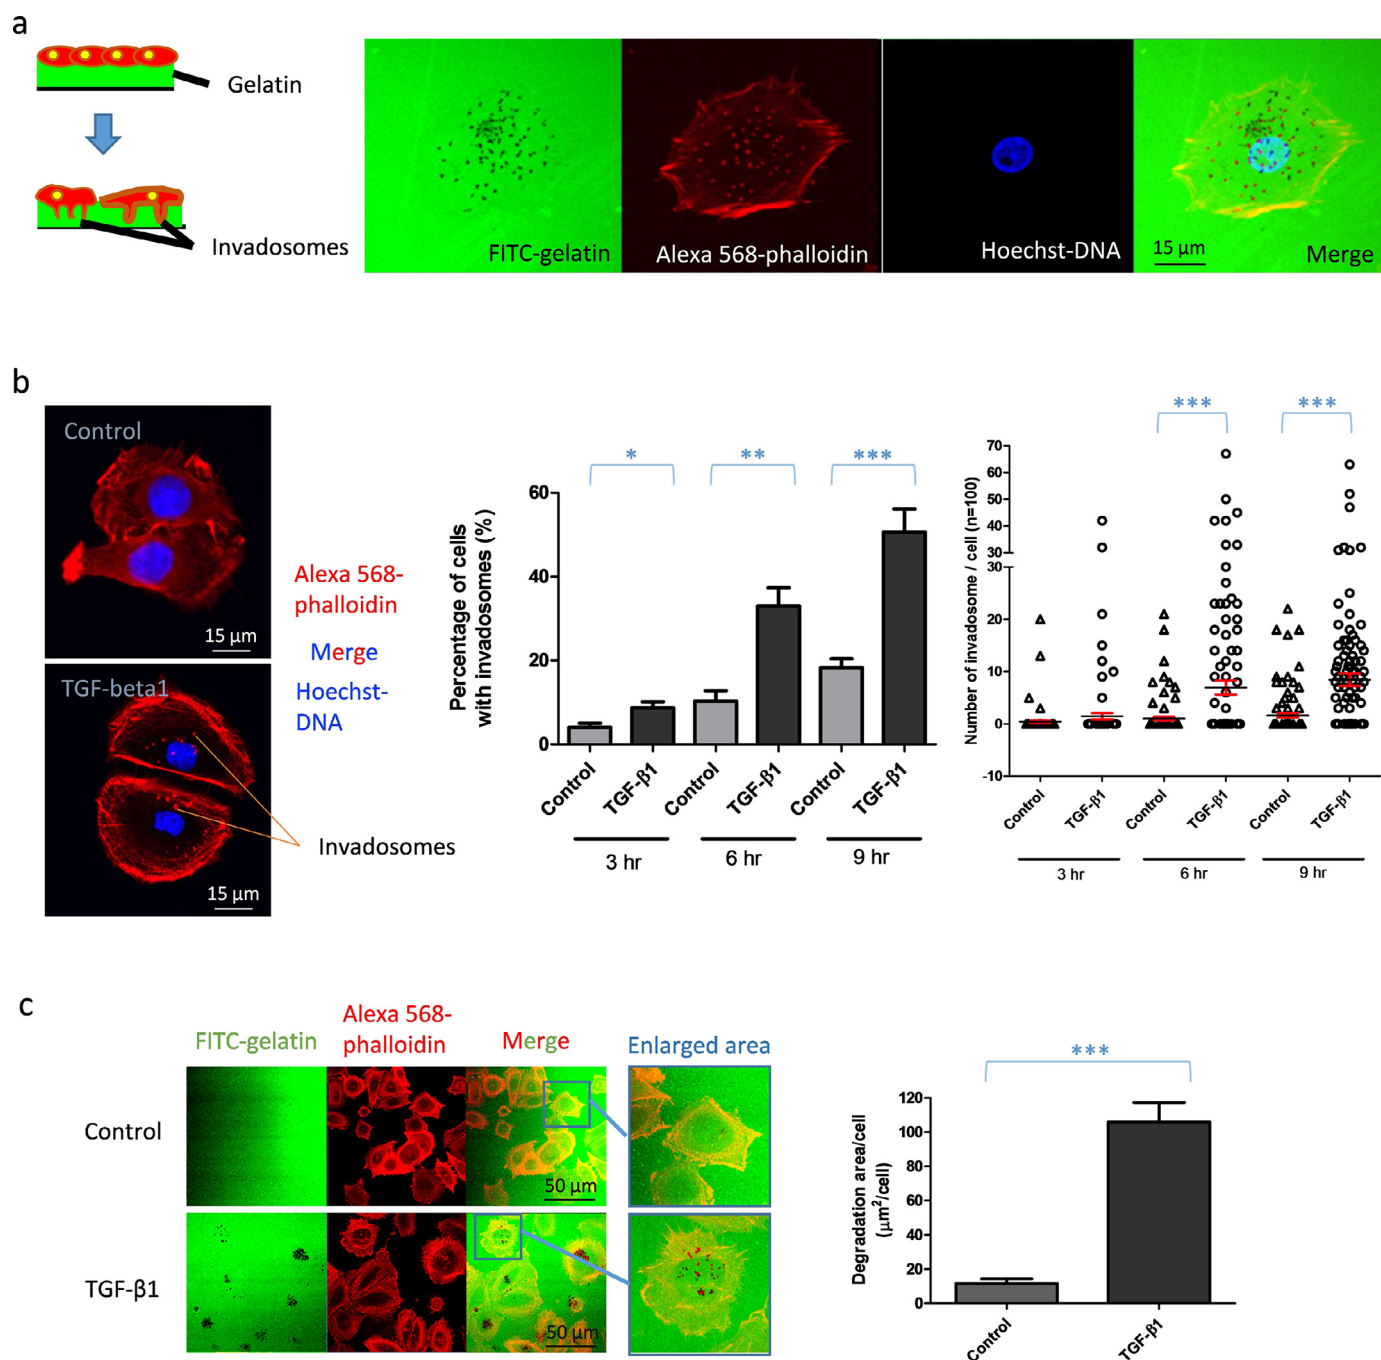 a
Gelatin
Invadosomes
FITC-gelatin
Alexa 568-phalloidin
Hoechst-DNA
15 µm
Merge
b
Control
15 µm
TGF-beta1
15 µm
Alexa 568-
phalloidin
Merge
Hoechst-
DNA
Invadosomes
* ** ***
Percentage of cells
with invadosomes (%)
60
40
20
0
Control
TGF-β1
Control
TGF-β1
Control
TGF-β1
3 hr
6 hr
9 hr
*** ***
Number of invadosome / cell (n=100)
70
60
50
40
30
30
20
10
0
-10
Control
TGF-β1
Control
TGF-β1
Control
TGF-β1
3 hr
6 hr
9 hr
c
FITC-gelatin
Alexa 568-
phalloidin
Merge
Enlarged area
Control
50 µm
TGF-β1
50 µm
***
Degradation area/cell
(µm²/cell)
120
100
80
60
40
20
0
Control
TGF-β1